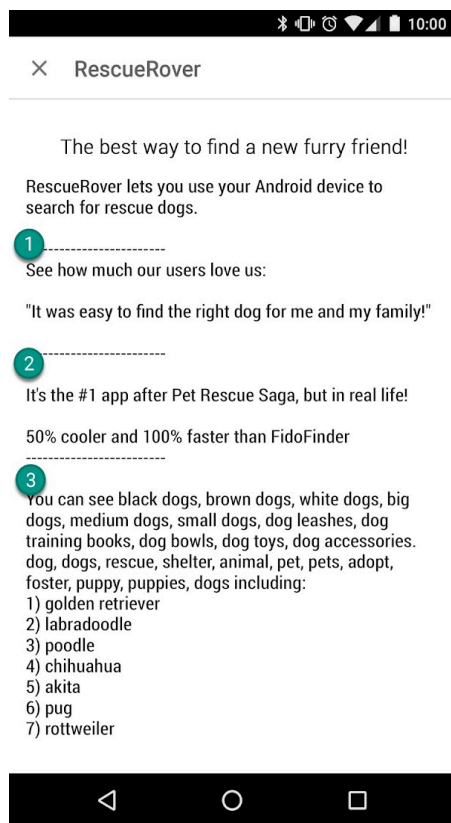 10:00
RescueRover
The best way to find a new furry friend!
RescueRover lets you use your Android device to
search for rescue dogs.
1
-----------------------
See how much our users love us:
"It was easy to find the right dog for me and my family!"
-----------------------
2
It's the #1 app after Pet Rescue Saga, but in real life!
50% cooler and 100% faster than FidoFinder
-------------------------
3
You can see black dogs, brown dogs, white dogs, big
dogs, medium dogs, small dogs, dog leashes, dog
training books, dog bowls, dog toys, dog accessories.
dog, dogs, rescue, shelter, animal, pet, pets, adopt,
foster, puppy, puppies, dogs including:
1) golden retriever
2) labradoodle
3) poodle
4) chihuahua
5) akita
6) pug
7) rottweiler